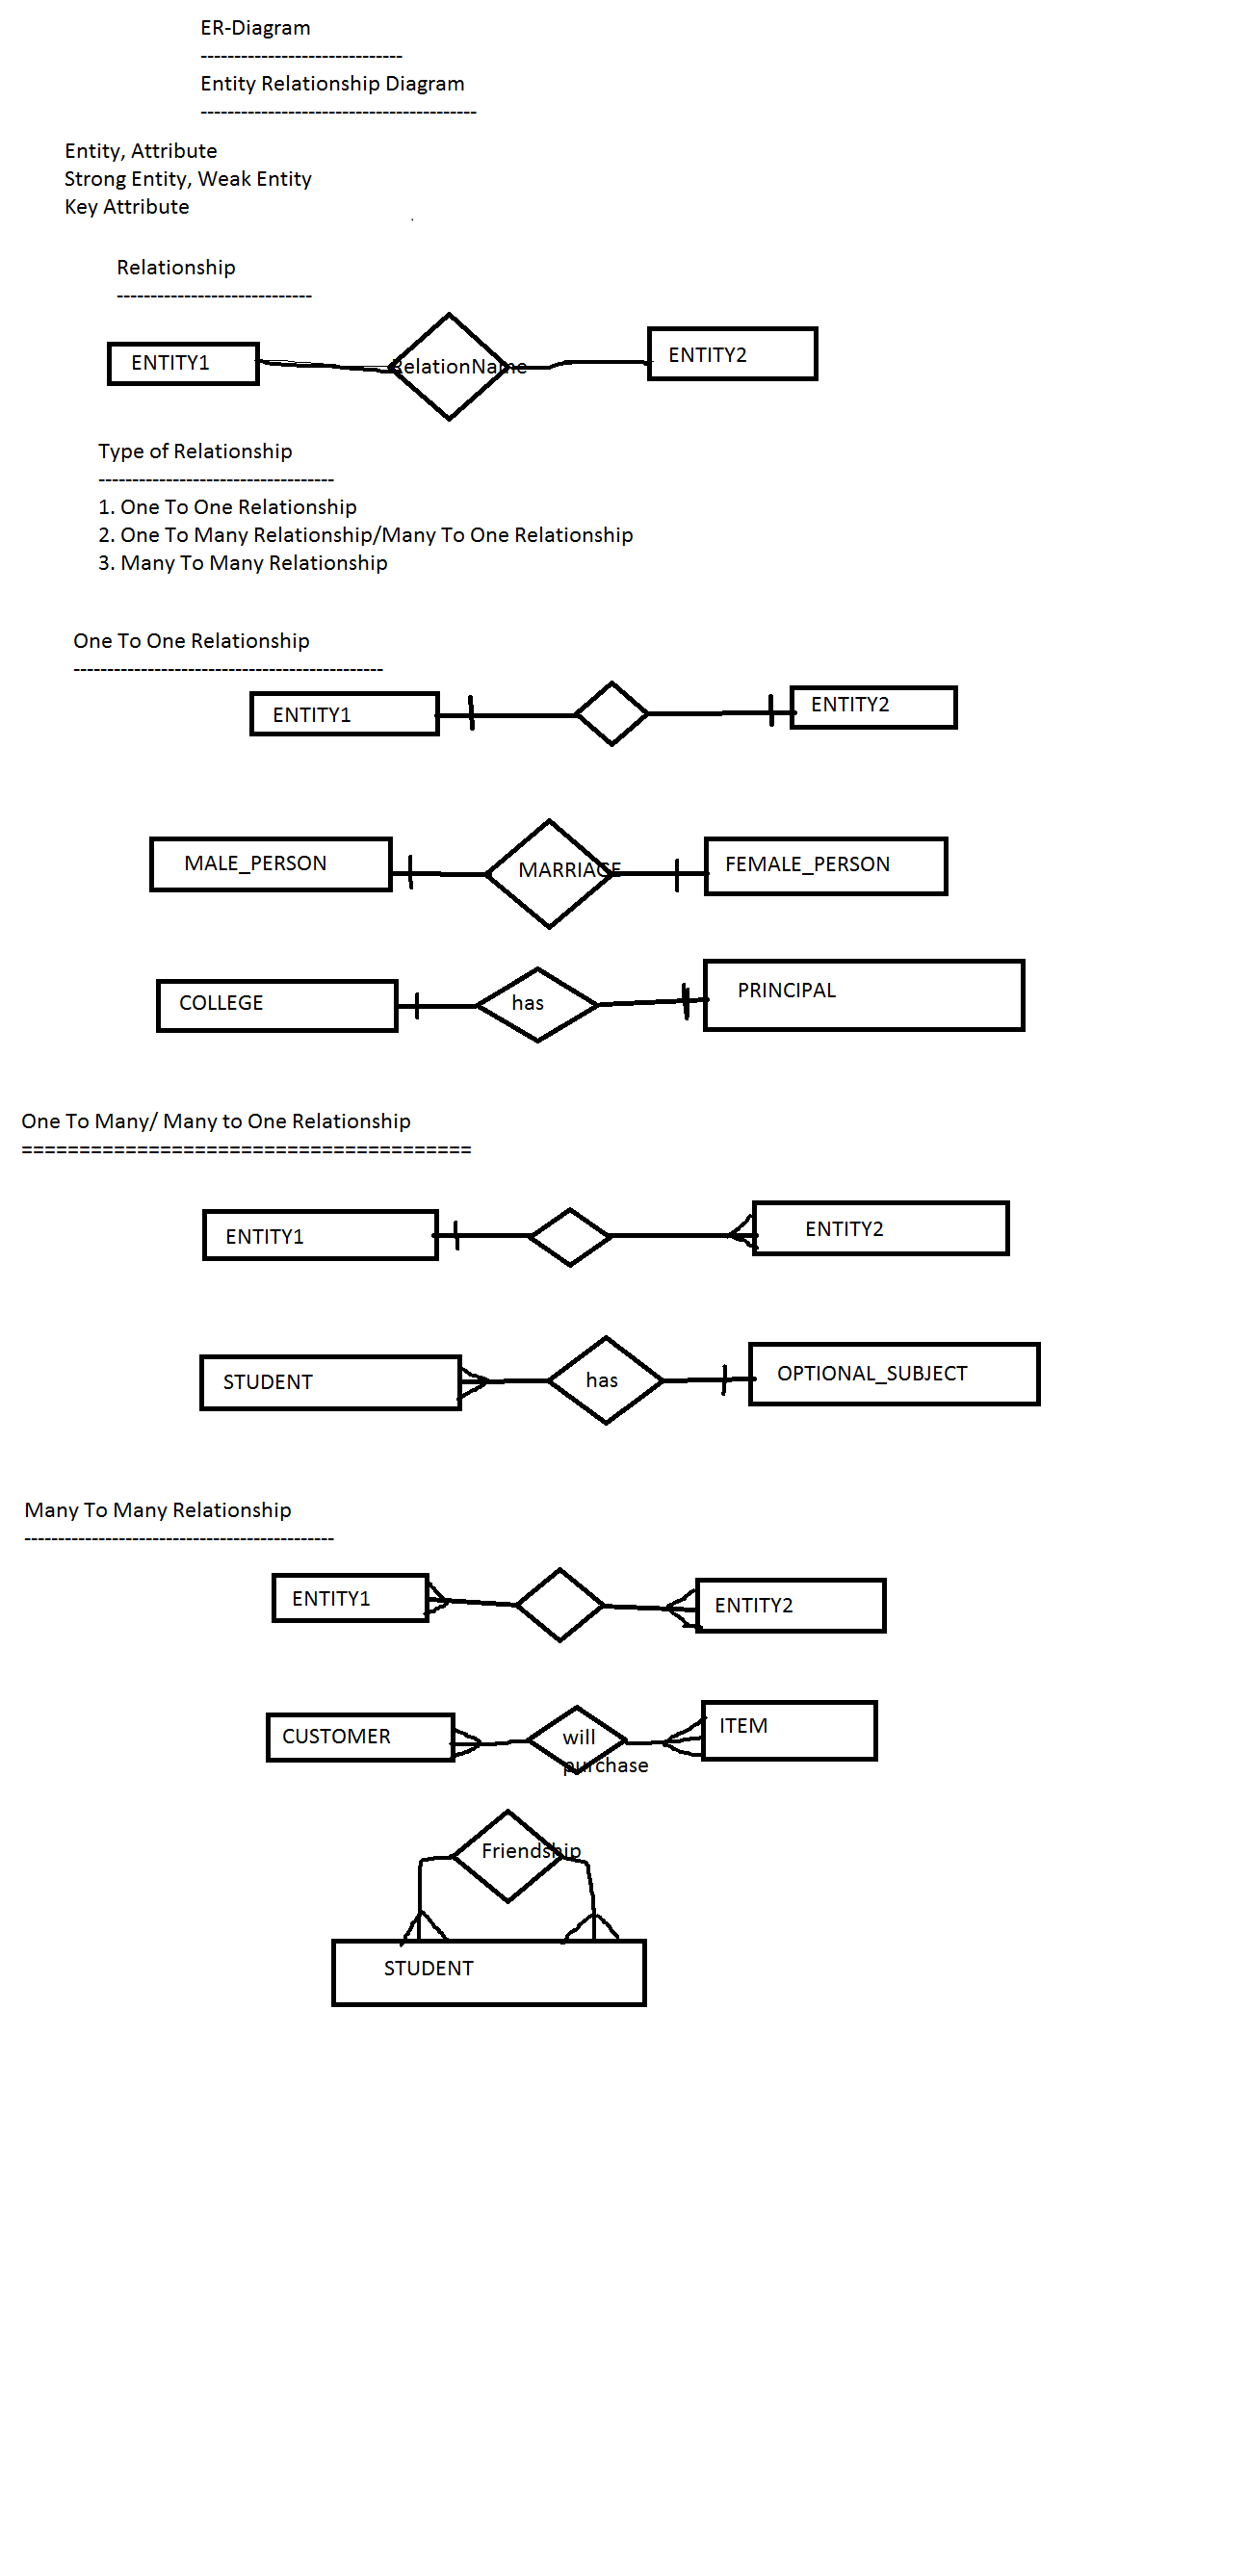 ER-Diagram
------------------------------
Entity Relationship Diagram
-----------------------------------------
Entity, Attribute
Strong Entity, Weak Entity
Key Attribute
Relationship
-----------------------------
ENTITY1
RelationName
ENTITY2
Type of Relationship
-----------------------------------
1. One To One Relationship
2. One To Many Relationship/Many To One Relationship
3. Many To Many Relationship
One To One Relationship
----------------------------------------------
ENTITY1
ENTITY2
MALE_PERSON
MARRIAGE
FEMALE_PERSON
COLLEGE
has
PRINCIPAL
One To Many/ Many to One Relationship
=======================================
ENTITY1
ENTITY2
STUDENT
has
OPTIONAL_SUBJECT
Many To Many Relationship
----------------------------------------------
ENTITY1
ENTITY2
CUSTOMER
will
purchase
ITEM
Friendship
STUDENT